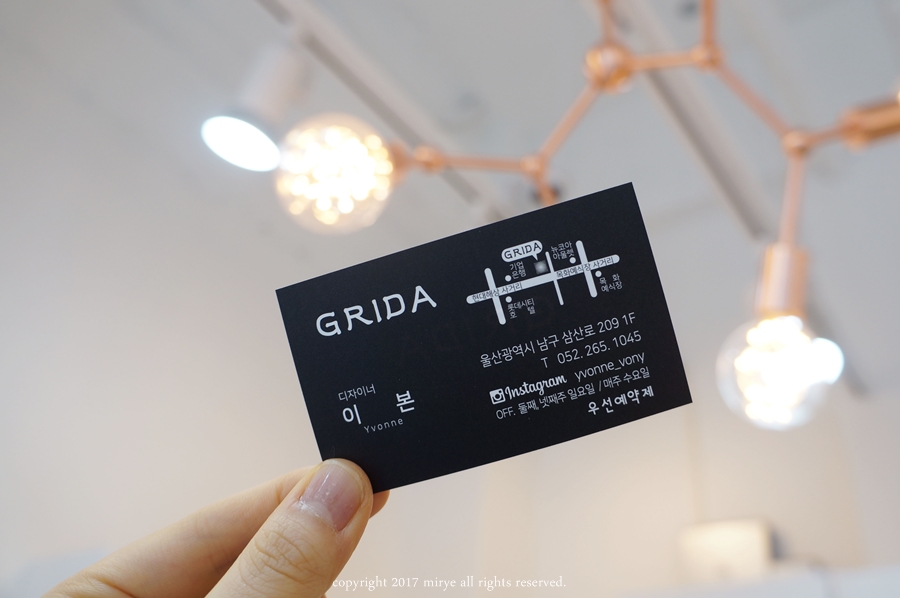 GRIDA
GRIDA
뉴코아
아울렛
기업
은행
현대해상 사거리
목화예식장 사거리
롯데시티
호텔
목화
예식장
울산광역시 남구 삼산로 209 1F
T 052. 265. 1045
Instagram yvonne_vony
OFF. 둘째, 넷째주 일요일 / 매주 수요일
우선예약제
디자이너
이 본
Yvonne
copyright 2017 mirye all rights reserved.